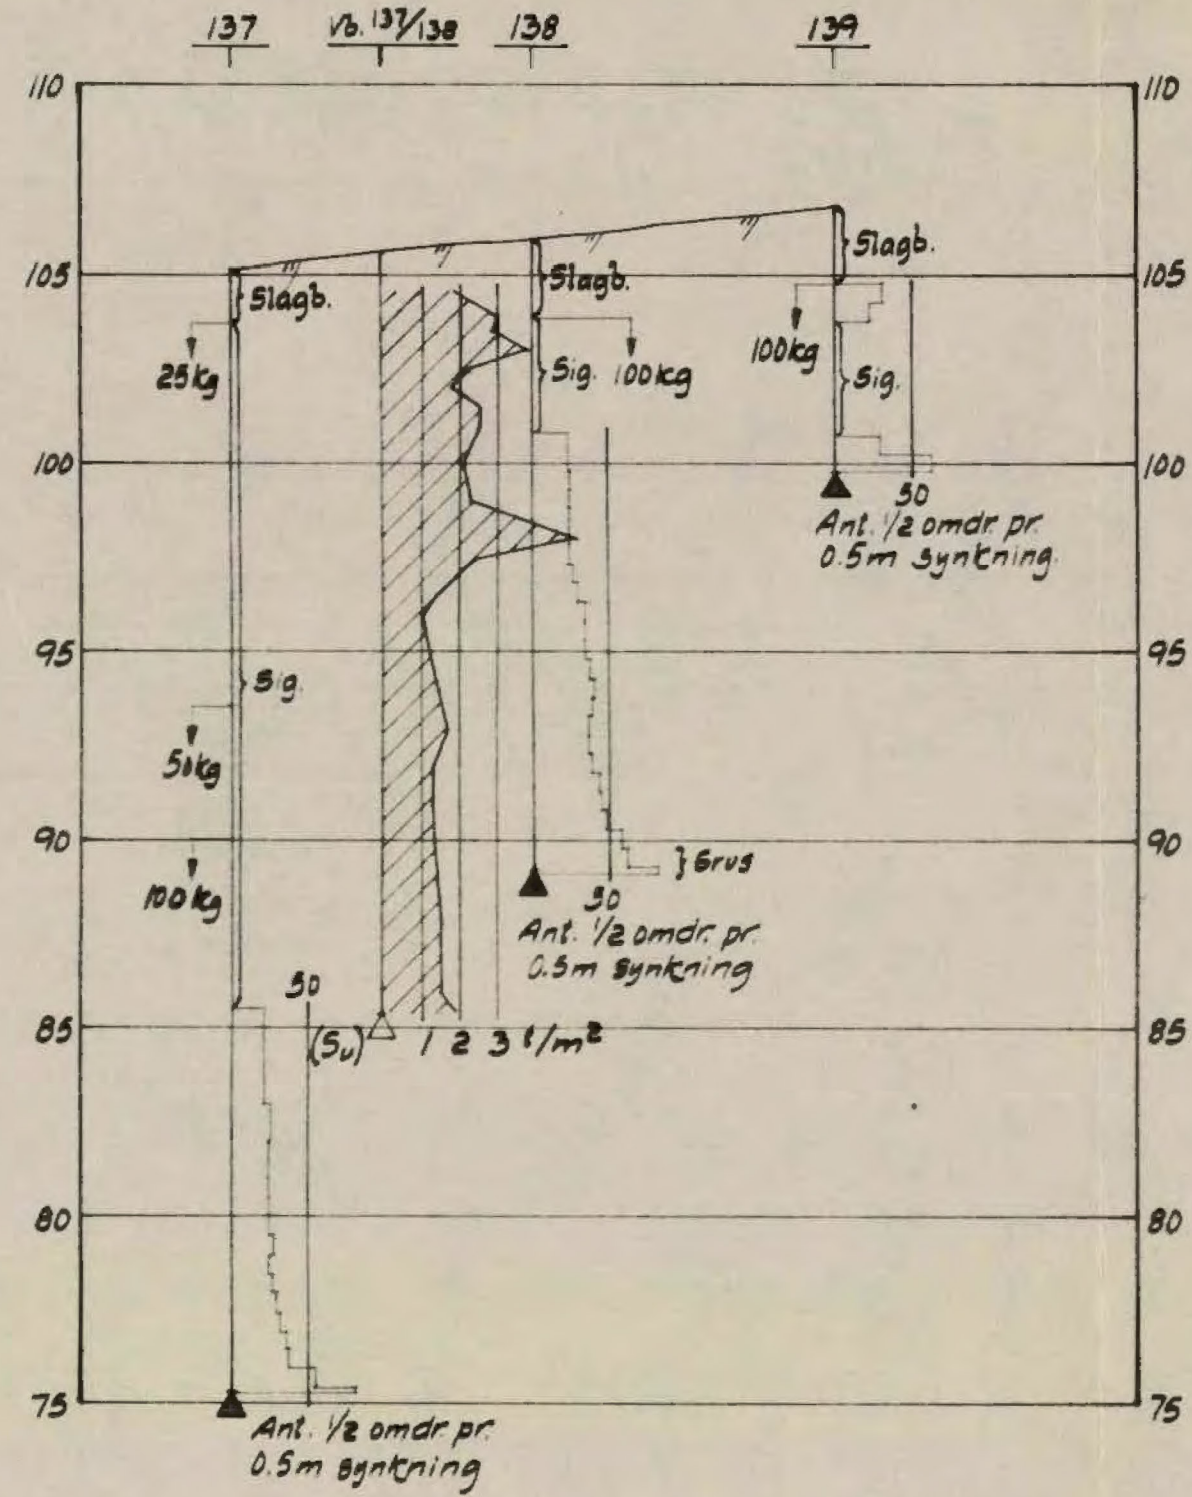 137
Vb. 137/138
138
139
110
110
Slagb.
105
Slagb.
Slagb.
105
25kg
Sig.
100kg
100kg
Sig.
100
100
50
Ant. 1/2 omdr. pr.
0.5m synkning.
95
Sig.
95
50kg
90
90
}Grus
100kg
50
Ant. 1/2 omdr. pr.
0.5m synkning
50
85
(Su)
1
2
3 t/m2
85
80
80
75
75
Ant. 1/2 omdr. pr.
0.5m synkning